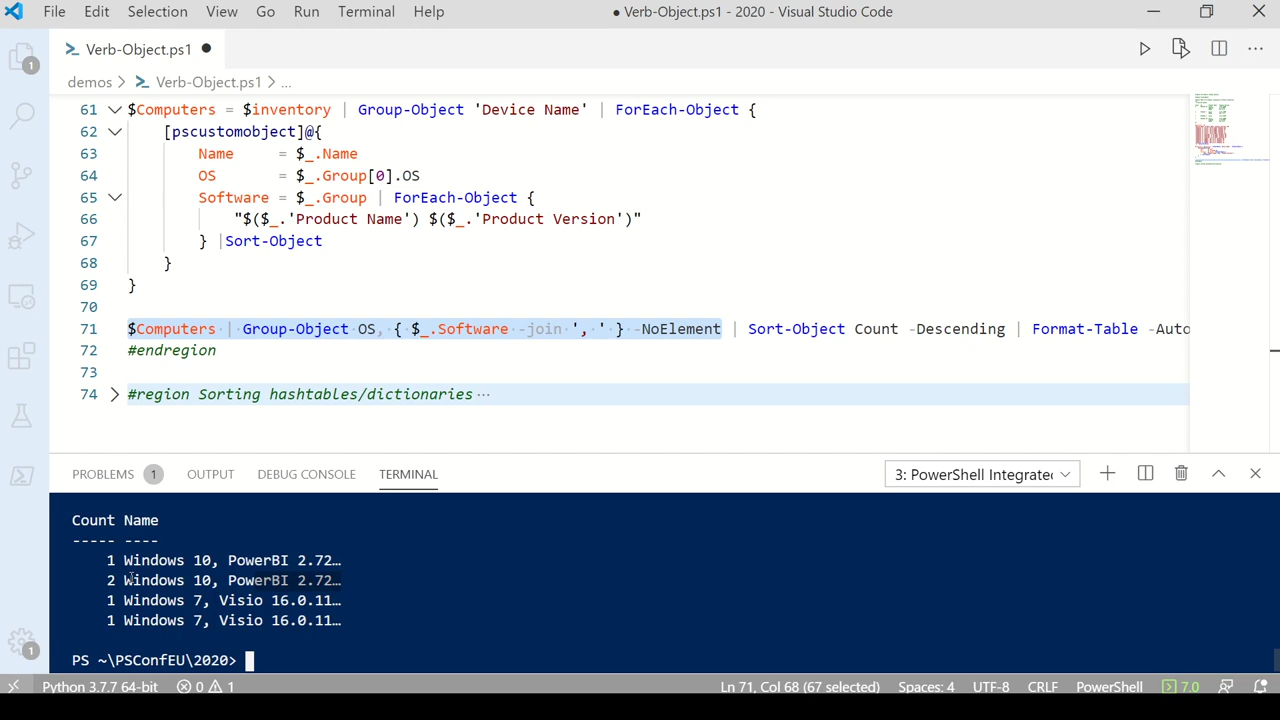 File Edit Selection View Go Run Terminal Help ● Verb-Object.ps1 - 2020 - Visual Studio Code
Verb-Object.ps1 ●
demos > Verb-Object.ps1 > ...
61 $Computers = $inventory | Group-Object 'Device Name' | ForEach-Object {
62 [pscustomobject]@{
63 Name = $_.Name
64 OS = $_.Group[0].OS
65 Software = $_.Group | ForEach-Object {
66 "$($_.'Product Name') $($_.'Product Version')"
67 } |Sort-Object
68 }
69 }
70
71 $Computers | Group-Object OS, { $_.Software -join ', ' } -NoElement | Sort-Object Count -Descending | Format-Table -Auto
72 #endregion
73
74 #region Sorting hashtables/dictionaries ...
PROBLEMS 1 OUTPUT DEBUG CONSOLE TERMINAL 3: PowerShell Integrated
Count Name
----- ----
1 Windows 10, PowerBI 2.72…
2 Windows 10, PowerBI 2.72…
1 Windows 7, Visio 16.0.11…
1 Windows 7, Visio 16.0.11…
PS ~\PSConfEU\2020>
1
1
Python 3.7.7 64-bit 0 1 Ln 71, Col 68 (67 selected) Spaces: 4 UTF-8 CRLF PowerShell 7.0